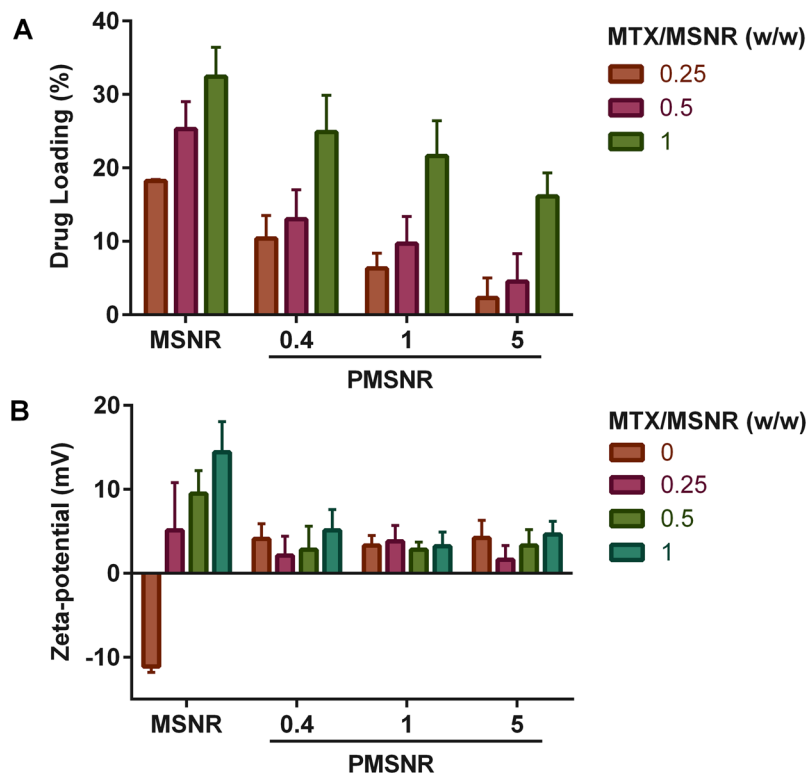 A
40
30
20
10
0
Drug Loading (%)
MSNR 0.4 1 5
PMSNR
MTX/MSNR (w/w)
0.25
0.5
1
B
20
10
0
-10
Zeta-potential (mV)
MSNR 0.4 1 5
PMSNR
MTX/MSNR (w/w)
0
0.25
0.5
1